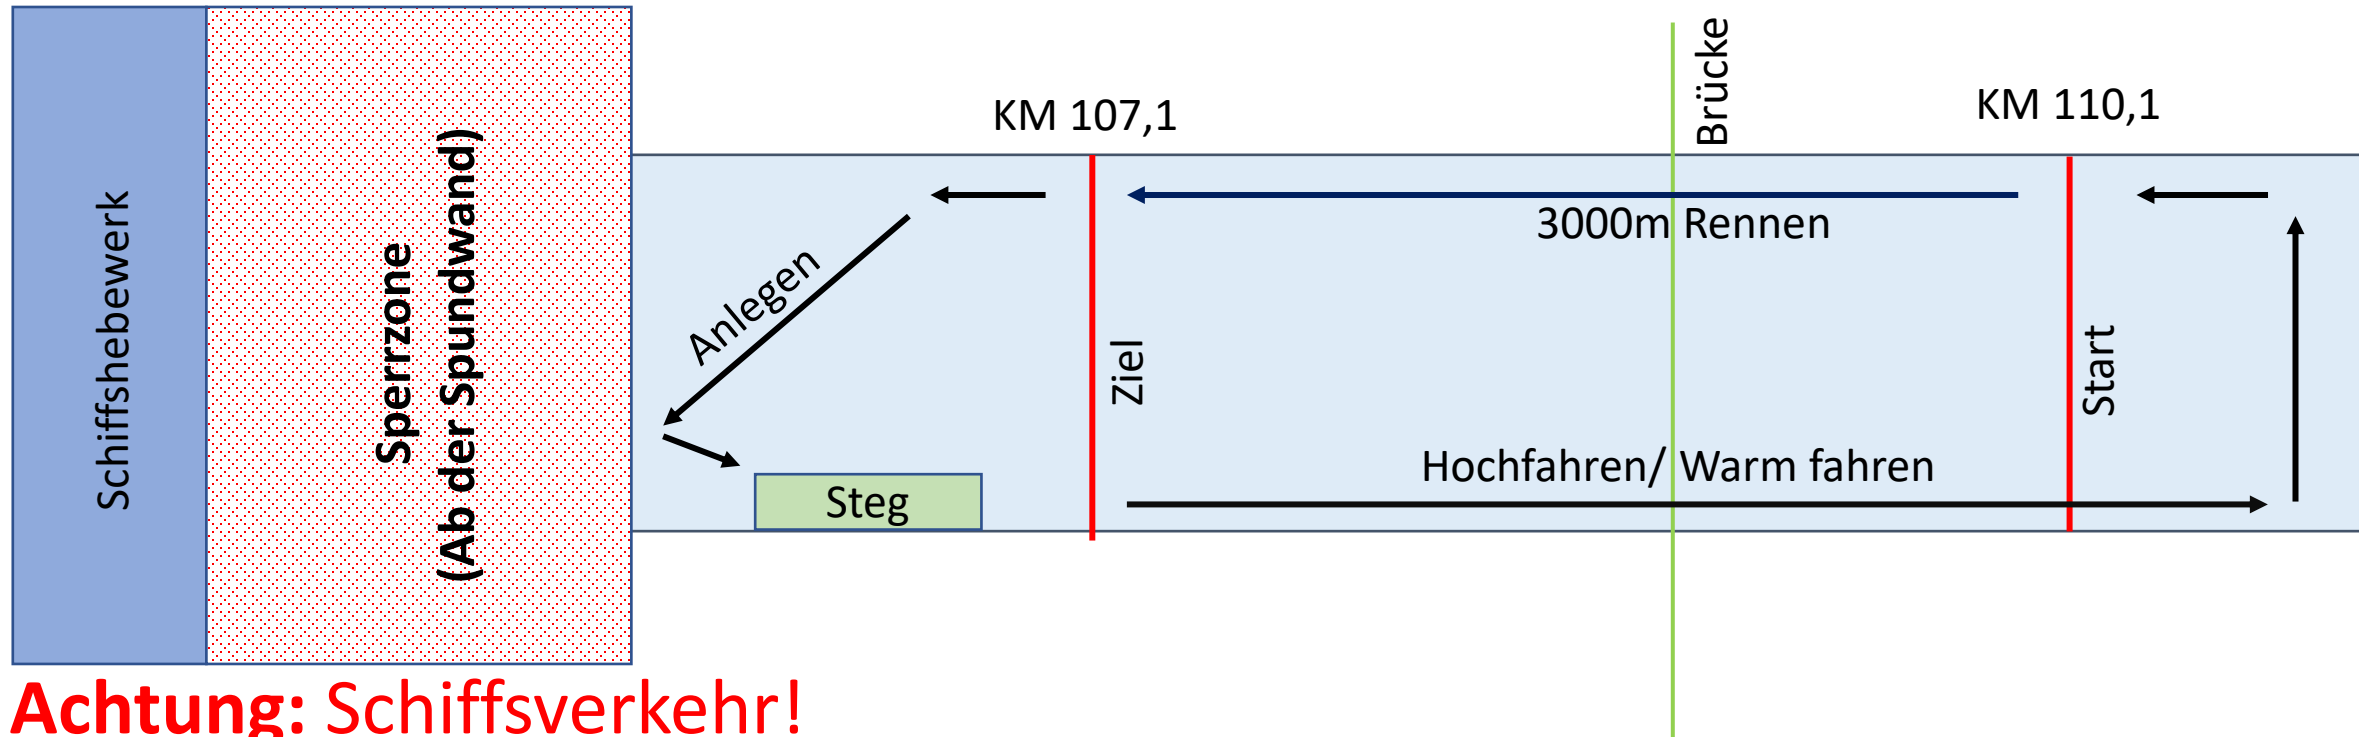 Schiffshebewerk
Sperrzone
(Ab der Spundwand)
KM 107,1
Brücke
KM 110,1
3000m Rennen
Anlegen
Ziel
Start
Hochfahren/ Warm fahren
Steg
Achtung: Schiffsverkehr!